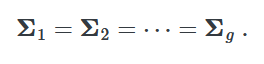 Σ₁ = Σ₂ = ⋯ = Σ_g .